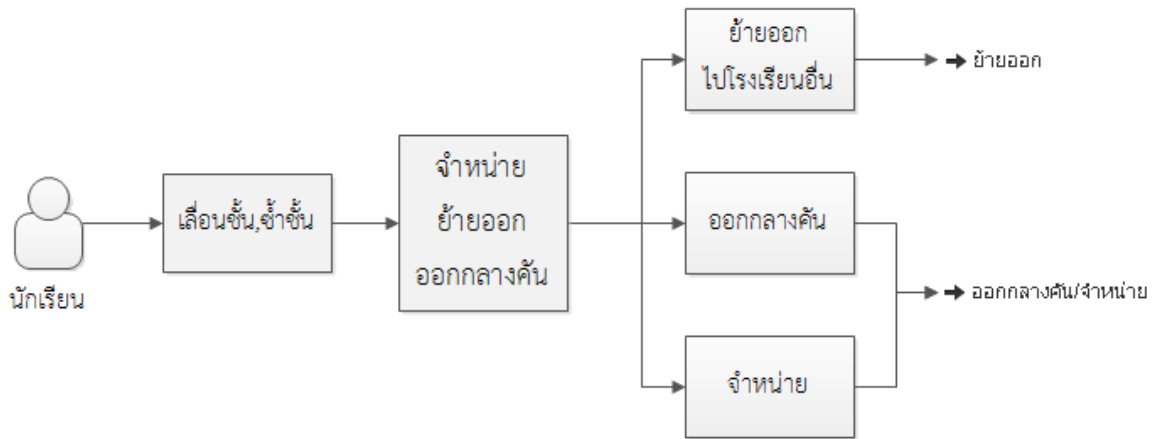 นักเรียน
เลื่อนชั้น,ซ้ำชั้น
จำหน่าย
ย้ายออก
ออกกลางคัน
ย้ายออก
ไปโรงเรียนอื่น
ย้ายออก
ออกกลางคัน
จำหน่าย
ออกกลางคัน/จำหน่าย